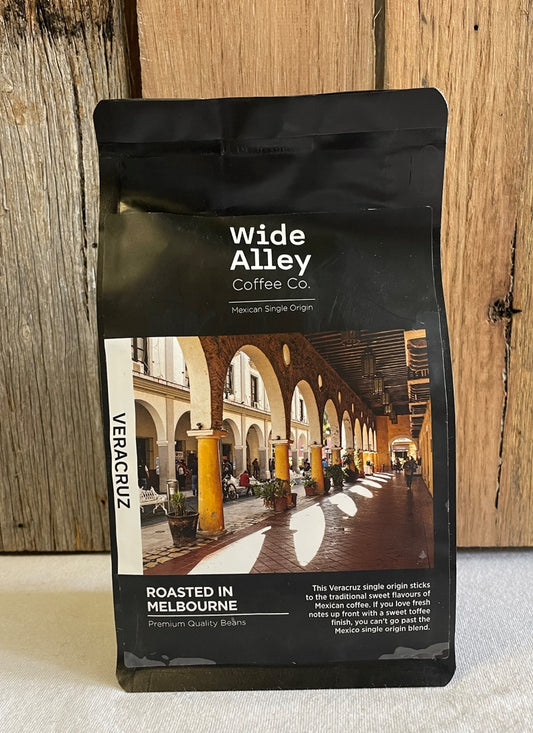 Wide
Alley
Coffee Co.
Mexican Single Origin
VERACRUZ
ROASTED IN
MELBOURNE
Premium Quality Beans
This Veracruz single origin sticks
to the traditional sweet flavours of
Mexican coffee. If you love fresh
notes up front with a sweet toffee
finish, you can't go past the
Mexico single origin blend.